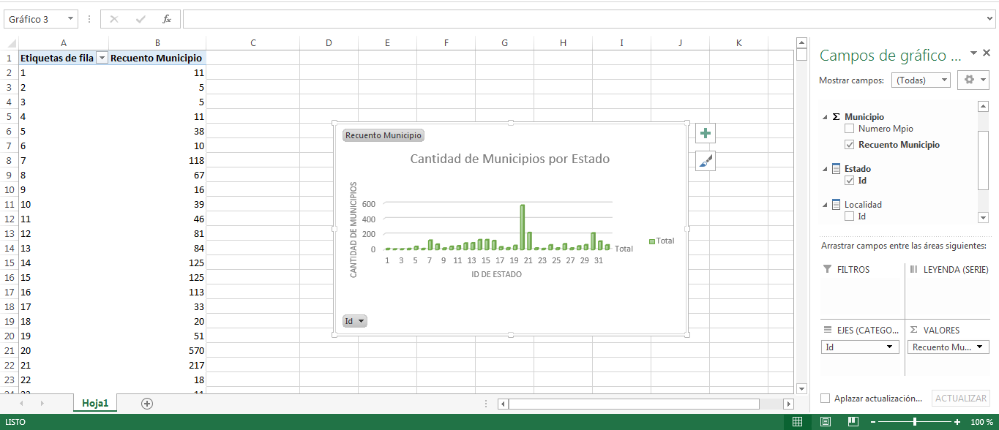 Gráfico 3
fx
A B C D E F G H I J K
1 Etiquetas de fila Recuento Municipio
2 1 11
3 2 5
4 3 5
5 4 11
6 5 38
7 6 10
8 7 118
9 8 67
10 9 16
11 10 39
12 11 46
13 12 81
14 13 84
15 14 125
16 15 125
17 16 113
18 17 33
19 18 20
20 19 51
21 20 570
22 21 217
23 22 18
Recuento Municipio
Cantidad de Municipios por Estado
CANTIDAD DE MUNICIPIOS
600
400
200
0
1 3 5 7 9 11 13 15 17 19 21 23 25 27 29 31
Total
Total
ID DE ESTADO
Id
Campos de gráfico ...
Mostrar campos: (Todas)
Σ Municipio
Numero Mpio
Recuento Municipio
Estado
Id
Localidad
Id
Arrastrar campos entre las áreas siguientes:
FILTROS
LEYENDA (SERIE)
EJES (CATEGO...
Σ VALORES
Id
Recuento Mu...
Aplazar actualización...
ACTUALIZAR
Hoja1
LISTO
100 %